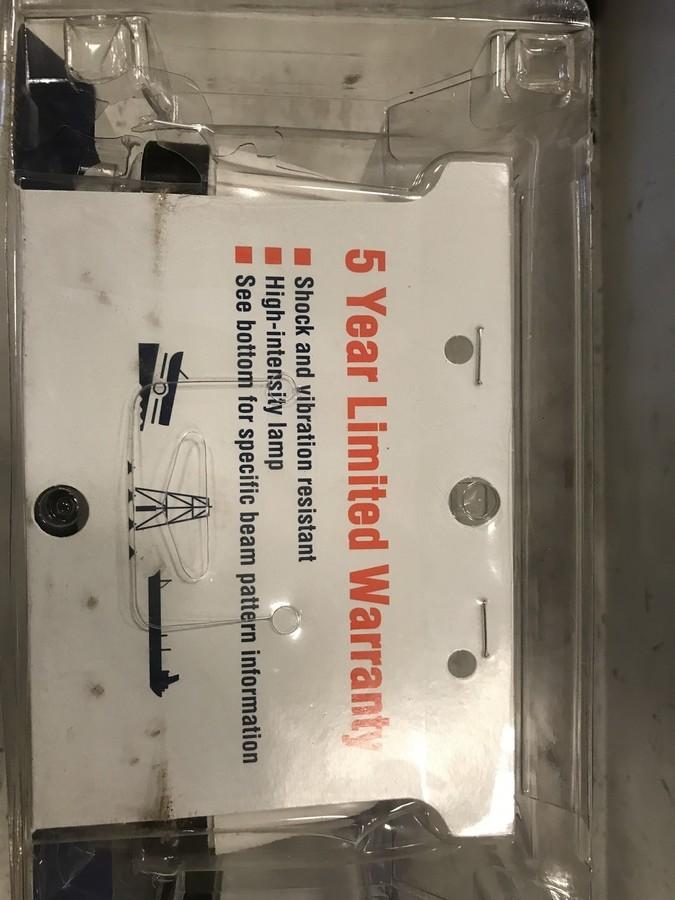 5 Year Limited Warranty
Shock and vibration resistant
High-intensity lamp
See bottom for specific beam pattern information